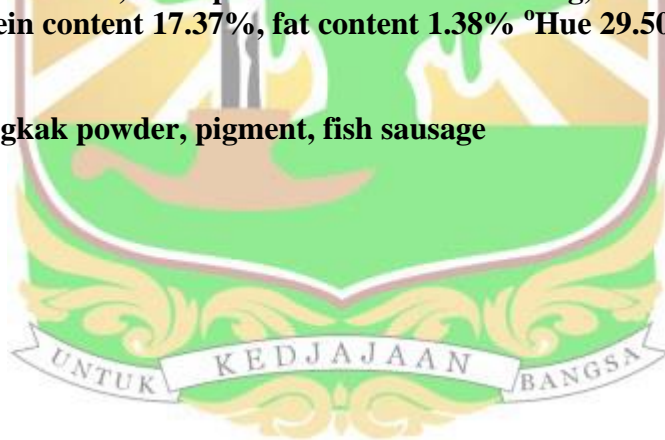 ein content 17.37%, fat content 1.38% °Hue 29.50
gkak powder, pigment, fish sausage
UNTUK KEDJAJAAN BANGSA